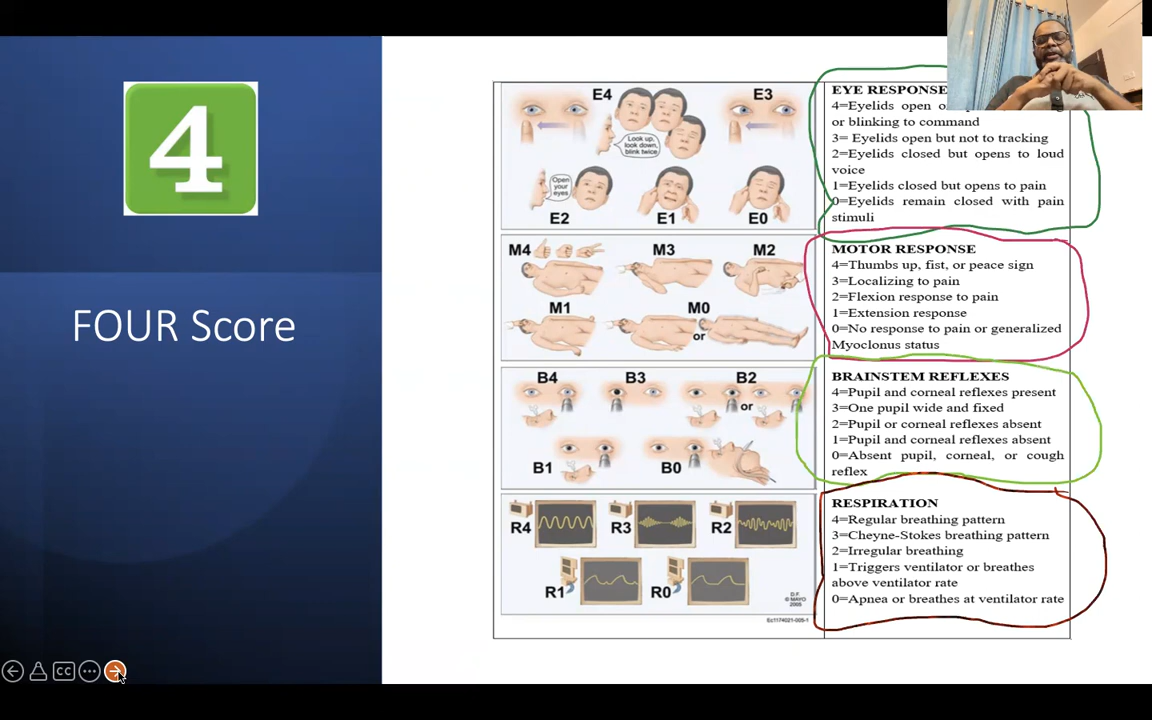 4
FOUR Score
E4
E3
Look up,
look down,
blink twice
Open
your
eyes
E2
E1
E0
M4
M3
M2
M1
M0
or
B4
B3
B2
or
B1
B0
R4
R3
R2
R1
R0
D.F.
© MAYO
2005
Ec1174021-005-1
EYE RESPONSE
4=Eyelids open
or blinking to command
3= Eyelids open but not to tracking
2=Eyelids closed but opens to loud
voice
1=Eyelids closed but opens to pain
0=Eyelids remain closed with pain
stimuli
MOTOR RESPONSE
4=Thumbs up, fist, or peace sign
3=Localizing to pain
2=Flexion response to pain
1=Extension response
0=No response to pain or generalized
Myoclonus status
BRAINSTEM REFLEXES
4=Pupil and corneal reflexes present
3=One pupil wide and fixed
2=Pupil or corneal reflexes absent
1=Pupil and corneal reflexes absent
0=Absent pupil, corneal, or cough
reflex
RESPIRATION
4=Regular breathing pattern
3=Cheyne-Stokes breathing pattern
2=Irregular breathing
1=Triggers ventilator or breathes
above ventilator rate
0=Apnea or breathes at ventilator rate
CC